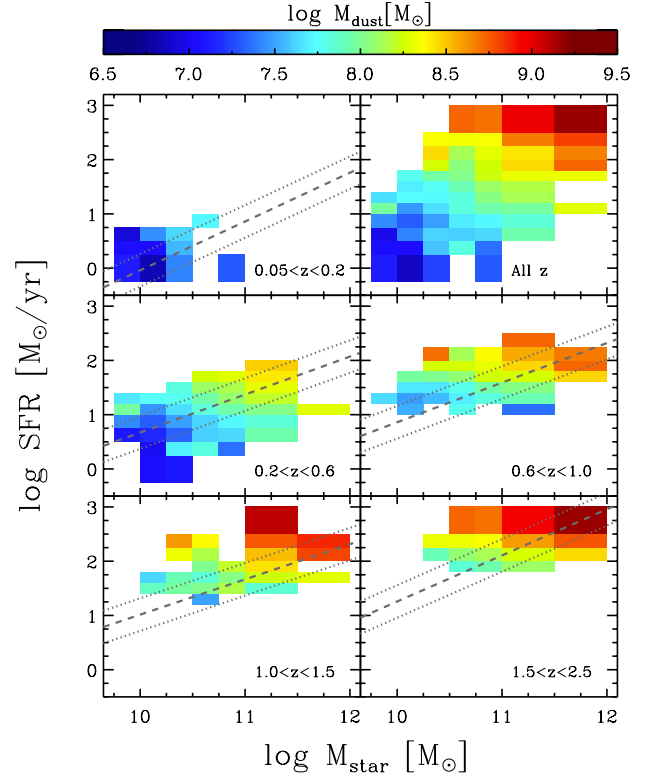 log M_dust[M_⊙]
6.5 7.0 7.5 8.0 8.5 9.0 9.5
3
2
1
0
0.05<z<0.2
All z
3
2
1
0
0.2<z<0.6
0.6<z<1.0
3
2
1
0
1.0<z<1.5
1.5<z<2.5
log SFR [M_⊙/yr]
10 11 12 10 11 12
log M_star [M_⊙]